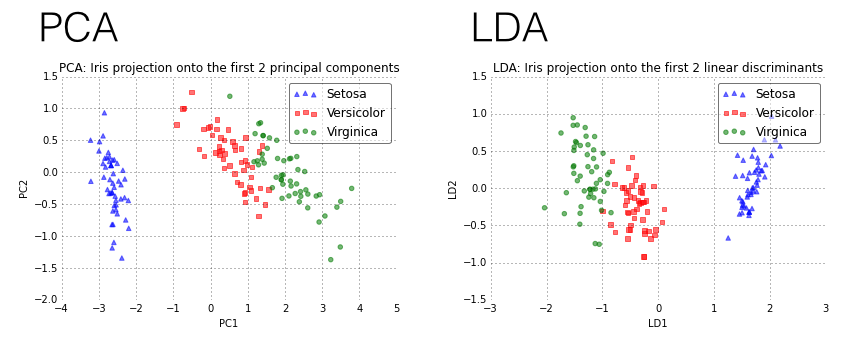 PCA
PCA: Iris projection onto the first 2 principal components
Setosa
Versicolor
Virginica
1.5
1.0
0.5
0.0
−0.5
−1.0
−1.5
−2.0
PC2
−4 −3 −2 −1 0 1 2 3 4 5
PC1
LDA
LDA: Iris projection onto the first 2 linear discriminants
Setosa
Versicolor
Virginica
1.5
1.0
0.5
0.0
−0.5
−1.0
−1.5
LD2
−3 −2 −1 0 1 2 3
LD1